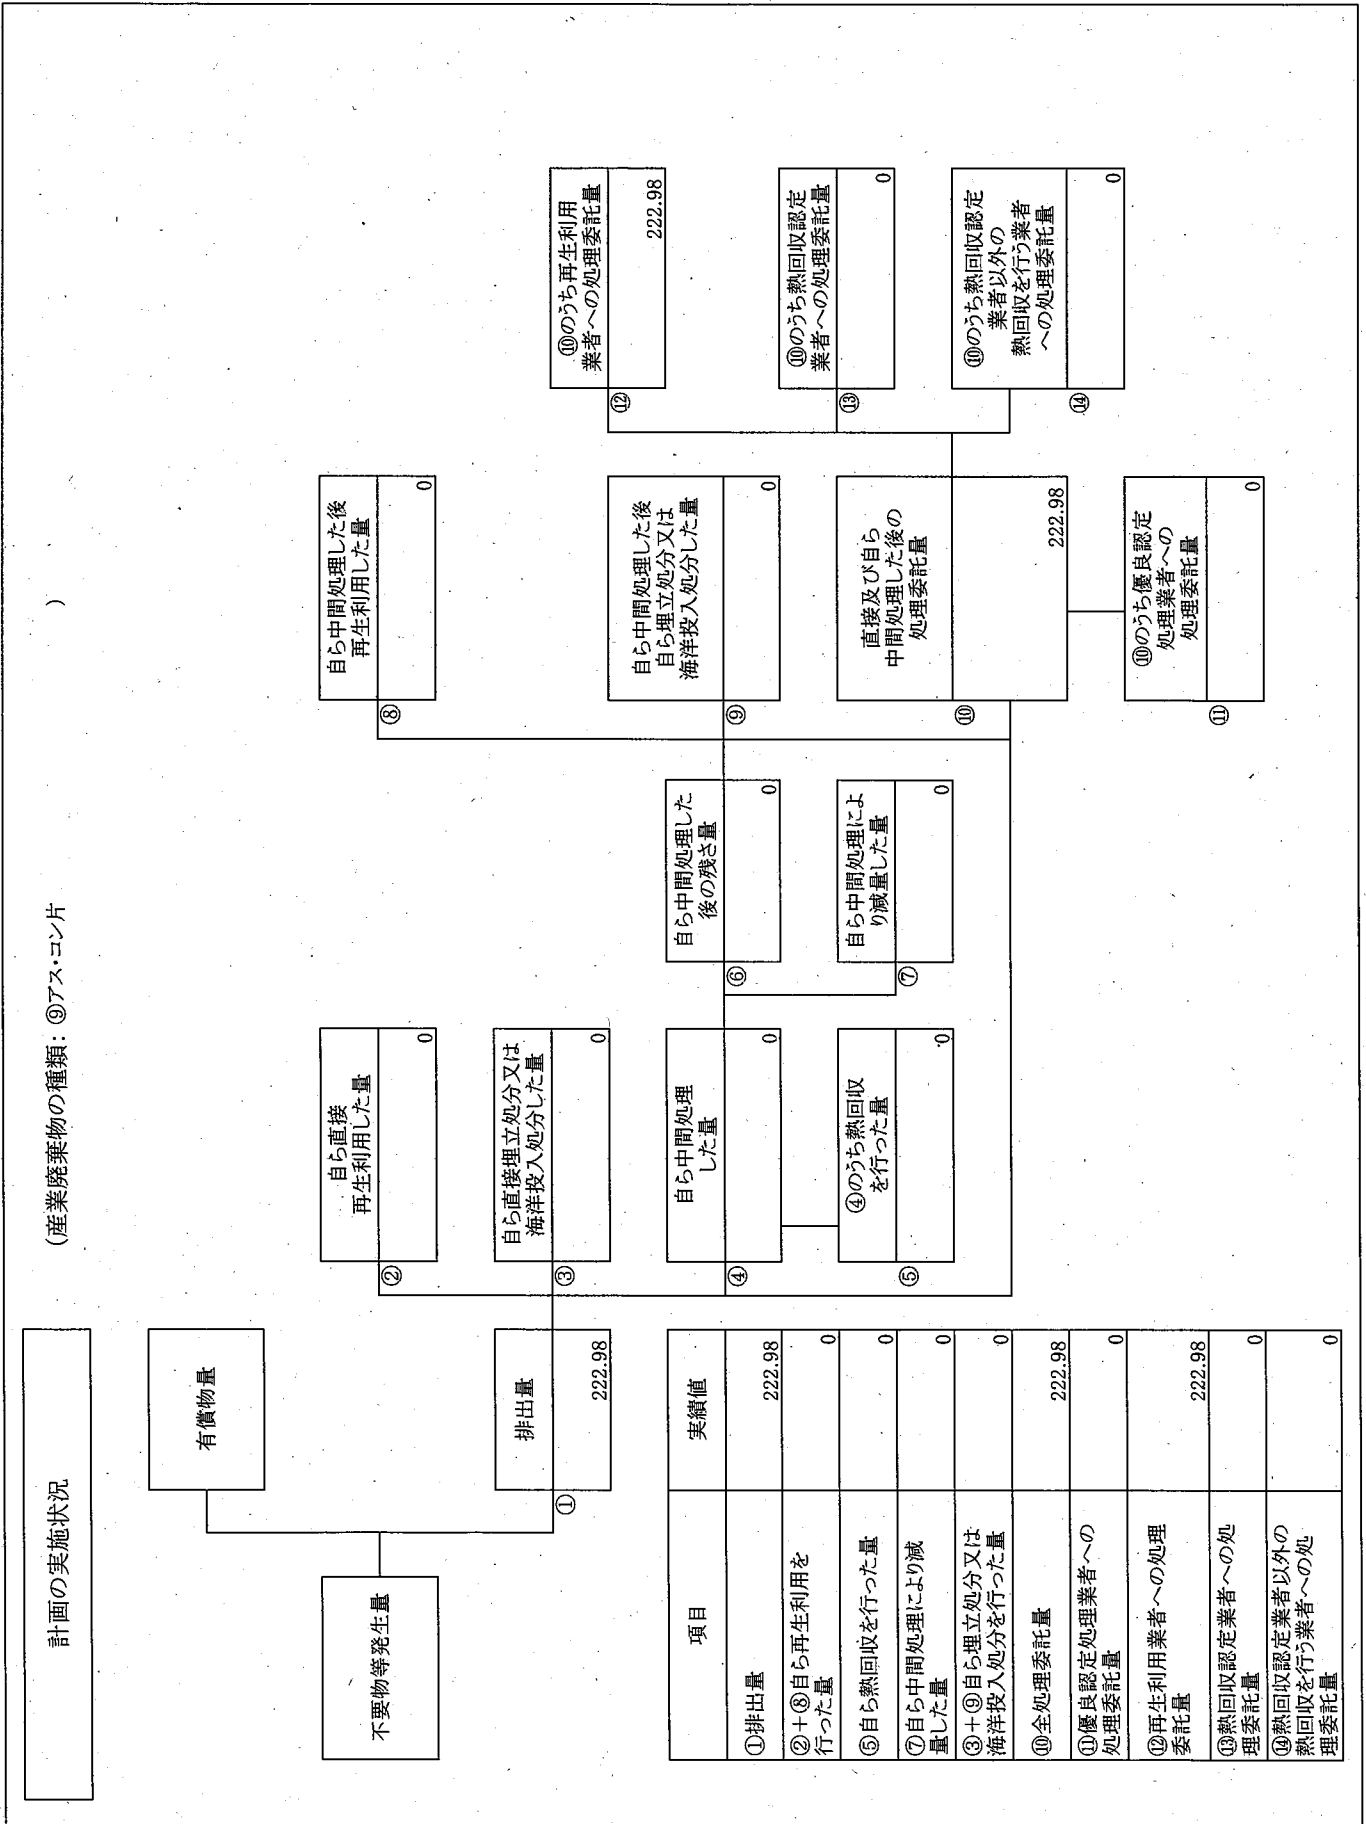 計画の実施状況
(産業廃棄物の種類: ⑨アス・コン片
)
不要物等発生量
有償物量
①
排出量
222.98
②
自ら直接
再生利用した量
0
③
自ら直接埋立処分又は
海洋投入処分した量
0
④
自ら中間処理
した量
0
⑤
④のうち熱回収
を行った量
0
⑥
自ら中間処理した
後の残さ量
0
⑦
自ら中間処理によ
り減量した量
0
⑧
自ら中間処理した後
再生利用した量
0
⑨
自ら中間処理した後
自ら埋立処分又は
海洋投入処分した量
0
⑩
直接及び自ら
中間処理した後の
処理委託量
222.98
⑪
⑩のうち優良認定
処理業者への
処理委託量
0
⑫
⑩のうち再生利用
業者への処理委託量
222.98
⑬
⑩のうち熱回収認定
業者への処理委託量
0
⑭
⑩のうち熱回収認定
業者以外の
熱回収を行う業者
への処理委託量
0
項目 実績値
①排出量 222.98
②+⑧自ら再生利用を
行った量 0
⑤自ら熱回収を行った量 0
⑦自ら中間処理により減
量した量 0
③+⑨自ら埋立処分又は
海洋投入処分を行った量 0
⑩全処理委託量 222.98
⑪優良認定処理業者への
処理委託量 0
⑫再生利用業者への処理
委託量 222.98
⑬熱回収認定業者への処
理委託量 0
⑭熱回収認定業者以外の
熱回収を行う業者への処
理委託量 0